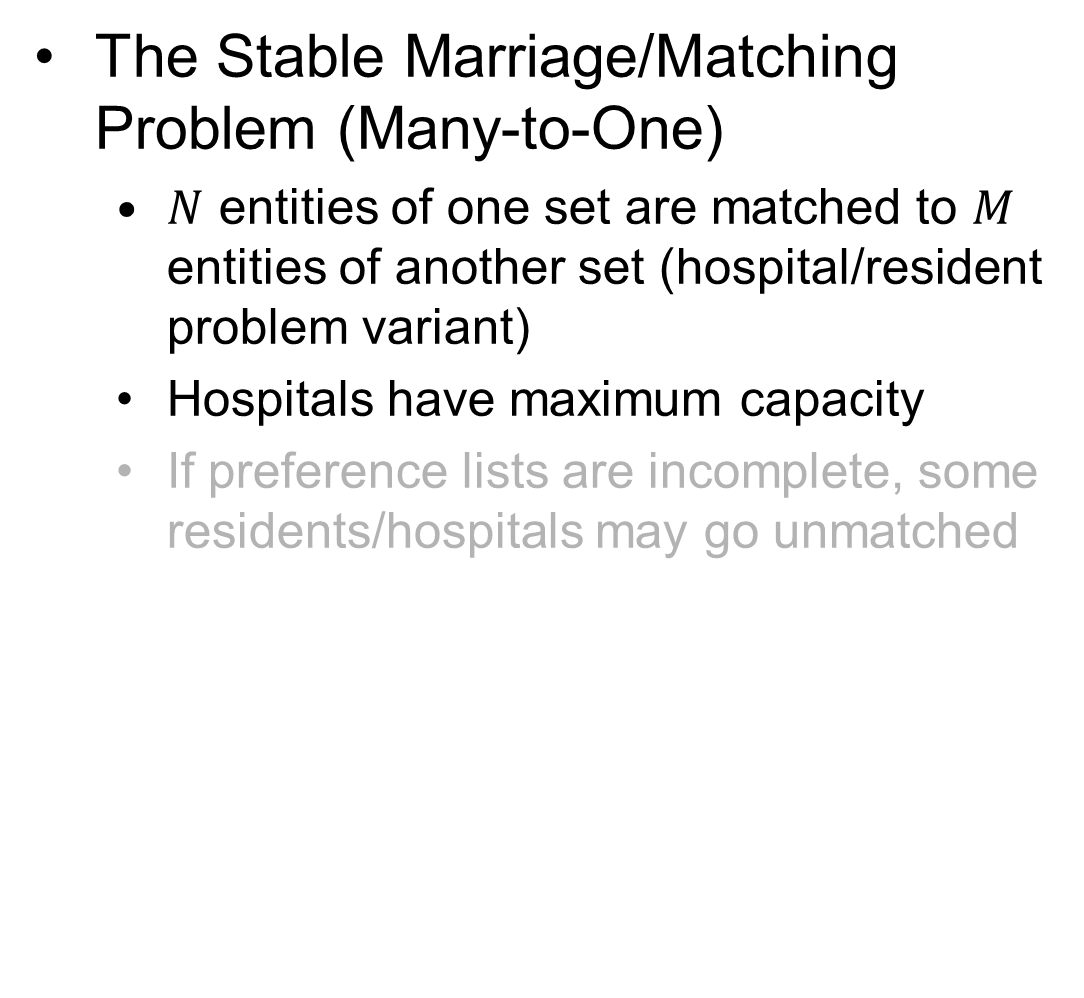 • The Stable Marriage/Matching
Problem (Many-to-One)
• N entities of one set are matched to M
entities of another set (hospital/resident
problem variant)
• Hospitals have maximum capacity
• If preference lists are incomplete, some
residents/hospitals may go unmatched